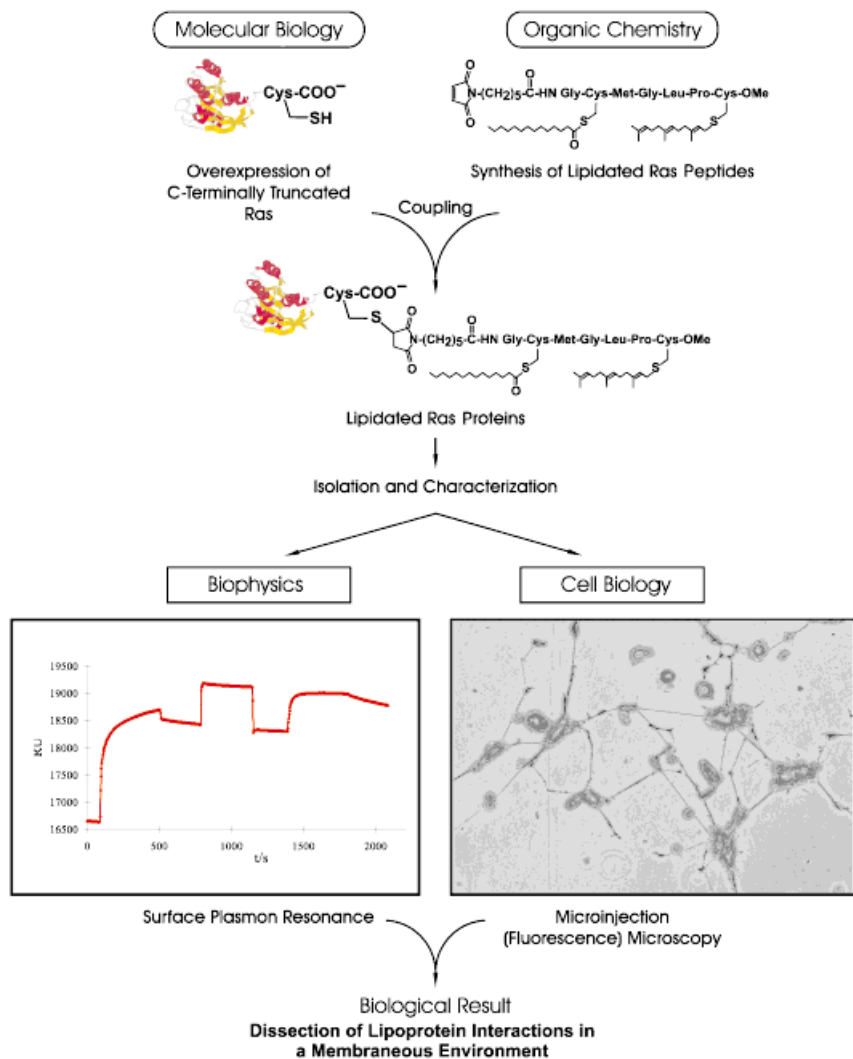 Molecular Biology
Organic Chemistry
Cys-COO⁻
SH
O
O
N-(CH₂)₅-C-HN Gly-Cys-Met-Gly-Leu-Pro-Cys-OMe
O
S
O
S
Overexpression of
C-Terminally Truncated
Ras
Synthesis of Lipidated Ras Peptides
Coupling
Cys-COO⁻
S
O
O
N-(CH₂)₅-C-HN Gly-Cys-Met-Gly-Leu-Pro-Cys-OMe
O
S
O
S
Lipidated Ras Proteins
Isolation and Characterization
Biophysics
Cell Biology
19500
19000
18500
18000
17500
17000
16500
0
500
1000
1500
2000
t/s
Surface Plasmon Resonance
Microinjection
(Fluorescence) Microscopy
Biological Result
Dissection of Lipoprotein Interactions in
a Membraneous Environment